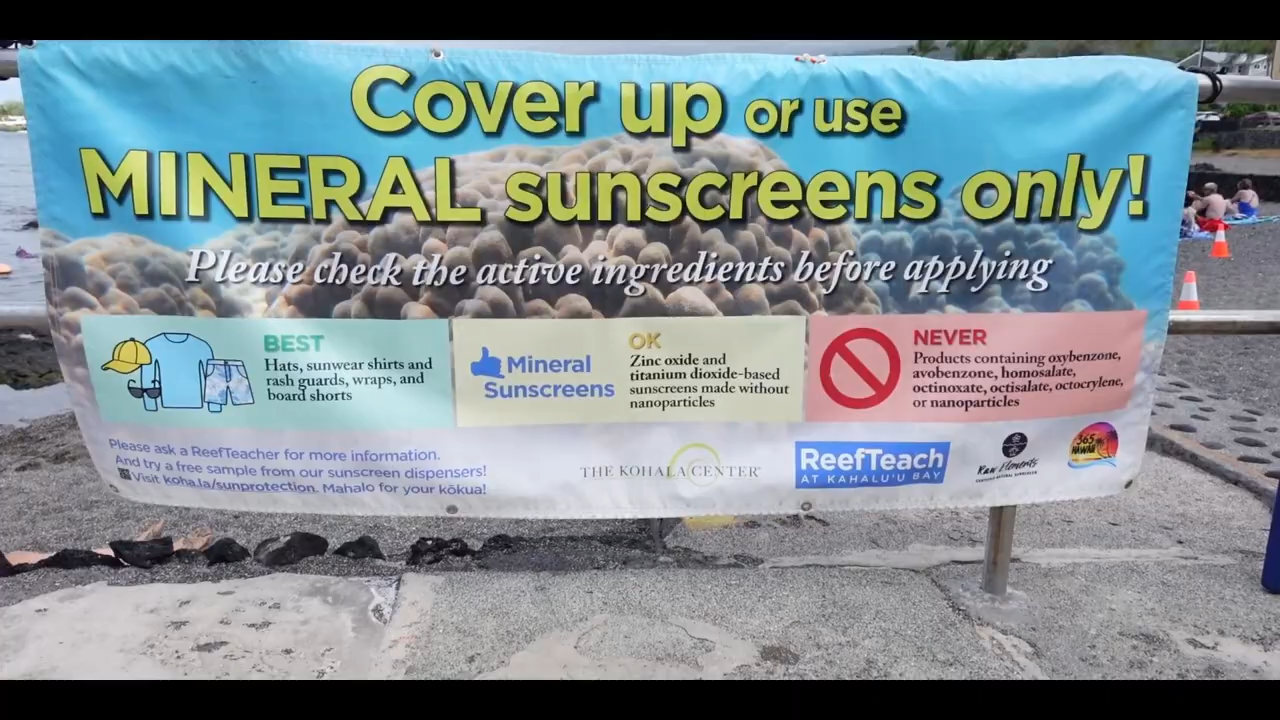 Cover up or use
MINERAL sunscreens only!
Please check the active ingredients before applying
BEST
Hats, sunwear shirts and
rash guards, wraps, and
board shorts
Mineral
Sunscreens
OK
Zinc oxide and
titanium dioxide-based
sunscreens made without
nanoparticles
NEVER
Products containing oxybenzone,
avobenzone, homosalate,
octinoxate, octisalate, octocrylene,
or nanoparticles
Please ask a ReefTeacher for more information.
And try a free sample from our sunscreen dispensers!
Visit koha.la/sunprotection. Mahalo for your kōkua!
THE KOHALA CENTER
ReefTeach
AT KAHALU'U BAY
Raw Elements
365
HAWAII